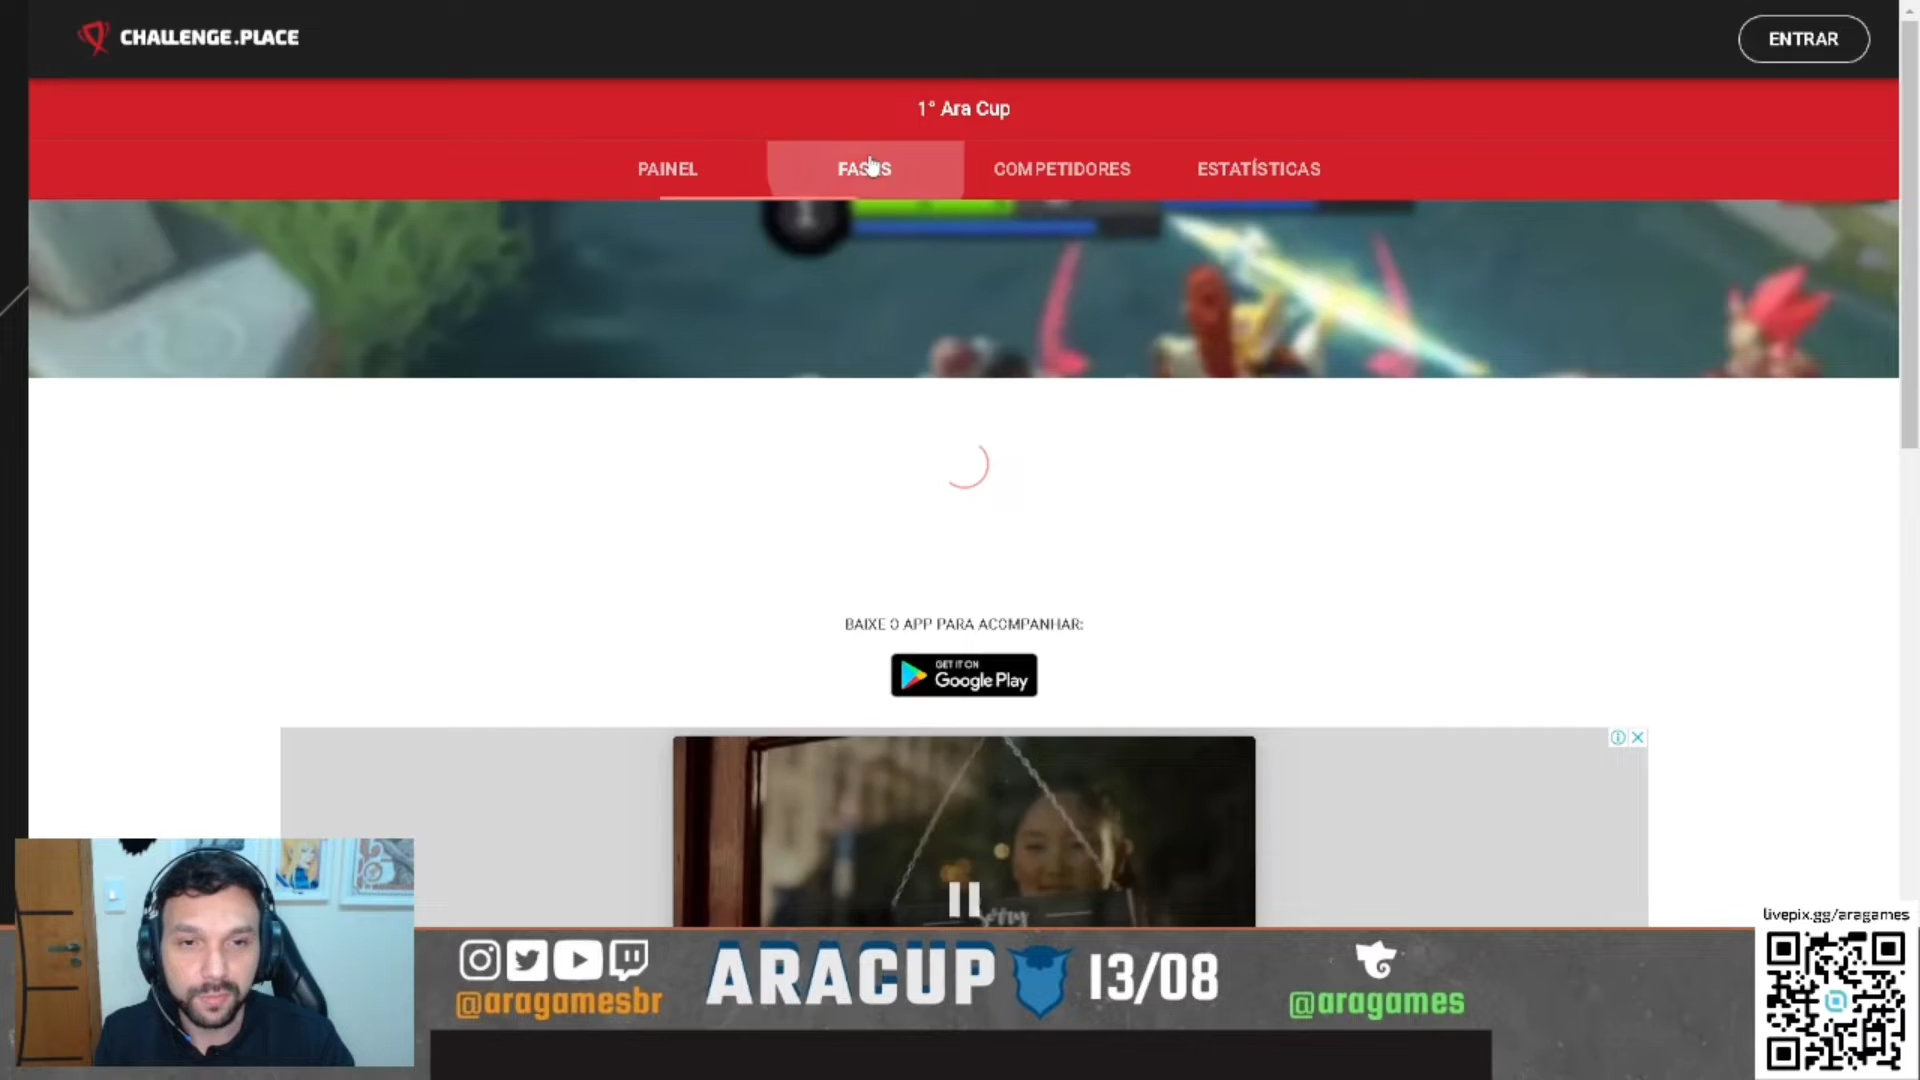 CHALLENGE.PLACE
ENTRAR
1° Ara Cup
PAINEL
FASES
COMPETIDORES
ESTATÍSTICAS
BAIXE O APP PARA ACOMPANHAR:
GET IT ON
Google Play
Sorry
livepix.gg/aragames
@aragamesbr
ARACUP
13/08
@aragames